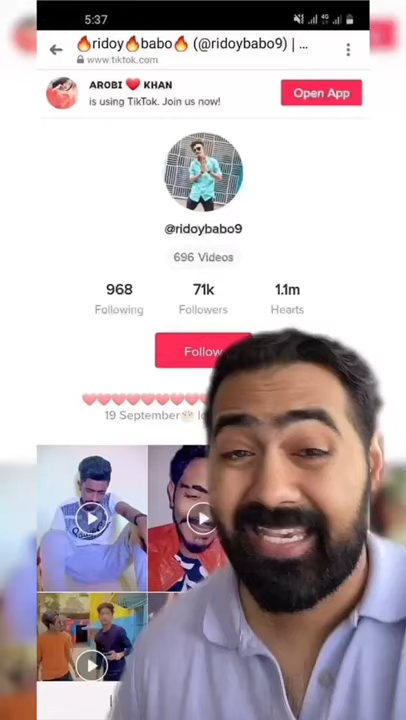 5:37
🔥ridoy🔥babo🔥 (@ridoybabo9) | ...
www.tiktok.com
AROBI ❤️ KHAN
is using TikTok. Join us now!
Open App
@ridoybabo9
696 Videos
968 71k 1.1m
Following Followers Hearts
Follow
19 September